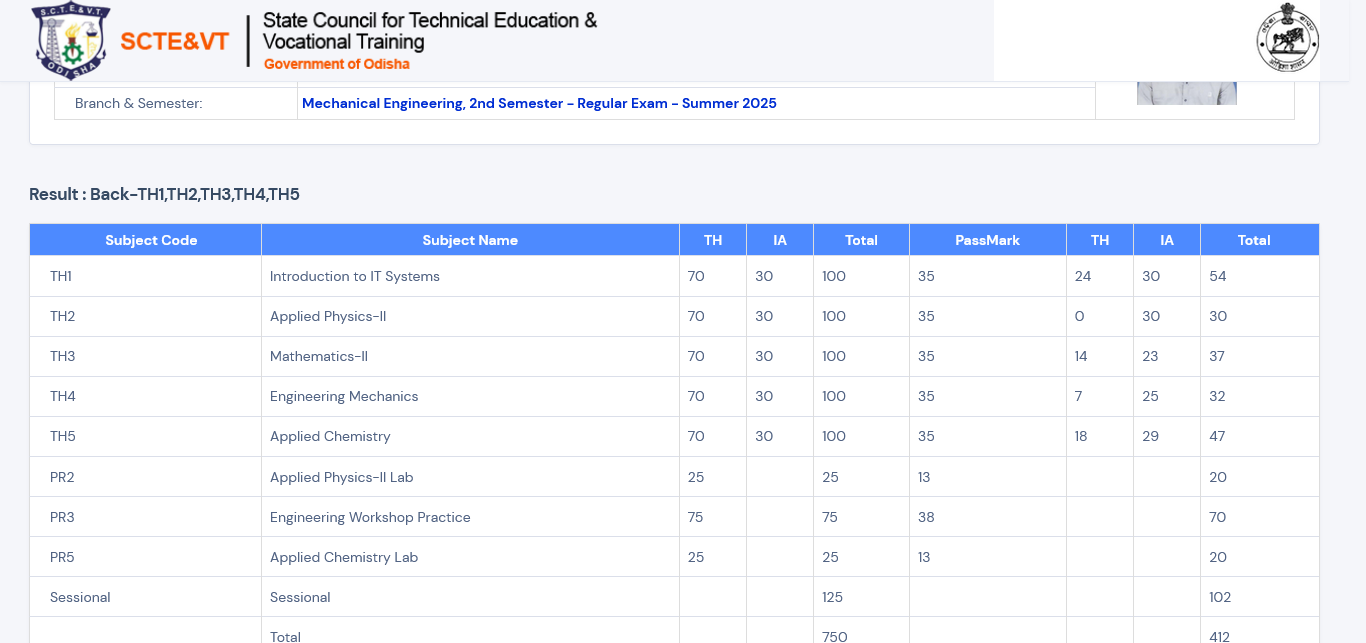 S.C.T.E.& V.T.
ODISHA
SCTE&VT
State Council for Technical Education &
Vocational Training
Government of Odisha
Branch & Semester: Mechanical Engineering, 2nd Semester - Regular Exam - Summer 2025
Result : Back-TH1,TH2,TH3,TH4,TH5
Subject Code Subject Name TH IA Total PassMark TH IA Total
TH1 Introduction to IT Systems 70 30 100 35 24 30 54
TH2 Applied Physics-II 70 30 100 35 0 30 30
TH3 Mathematics-II 70 30 100 35 14 23 37
TH4 Engineering Mechanics 70 30 100 35 7 25 32
TH5 Applied Chemistry 70 30 100 35 18 29 47
PR2 Applied Physics-II Lab 25 25 13 20
PR3 Engineering Workshop Practice 75 75 38 70
PR5 Applied Chemistry Lab 25 25 13 20
Sessional Sessional 125 102
Total 750 412